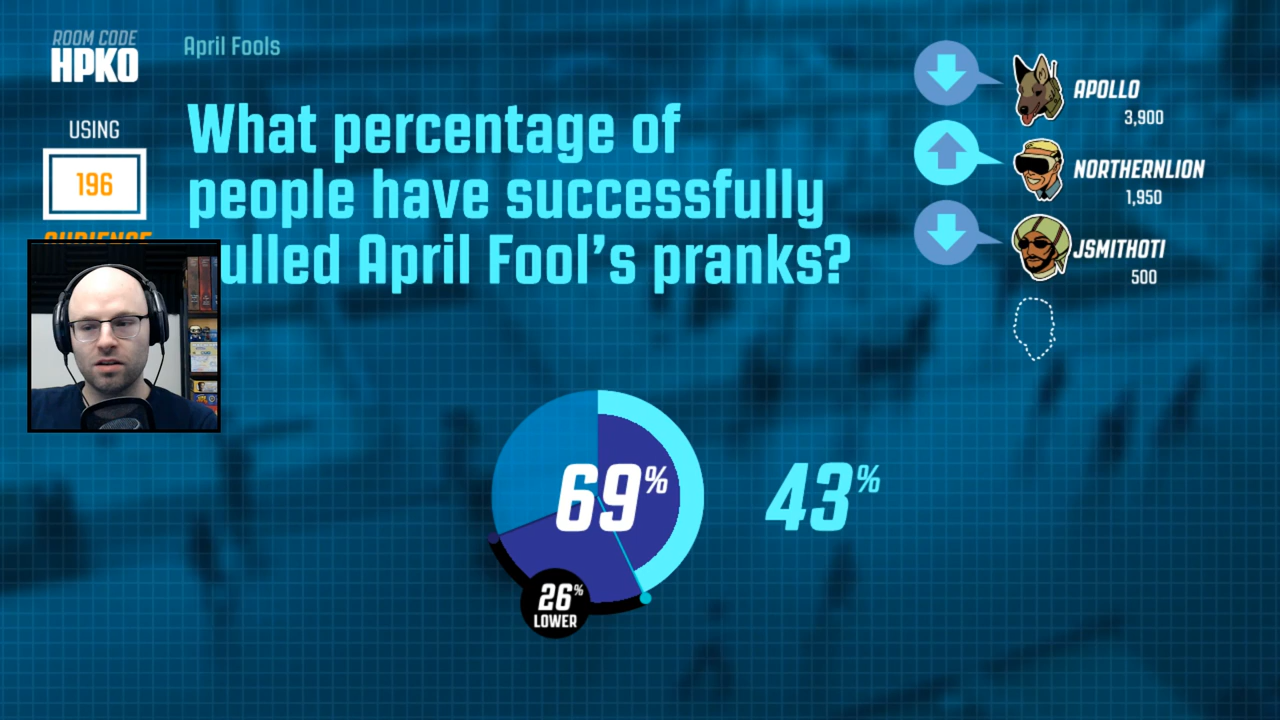 ROOM CODE
HPKO
April Fools
USING
196
What percentage of
people have successfully
ulled April Fool’s pranks?
APOLLO
3,900
NORTHERNLION
1,950
JSMITHOTI
500
69%
43%
26%
LOWER